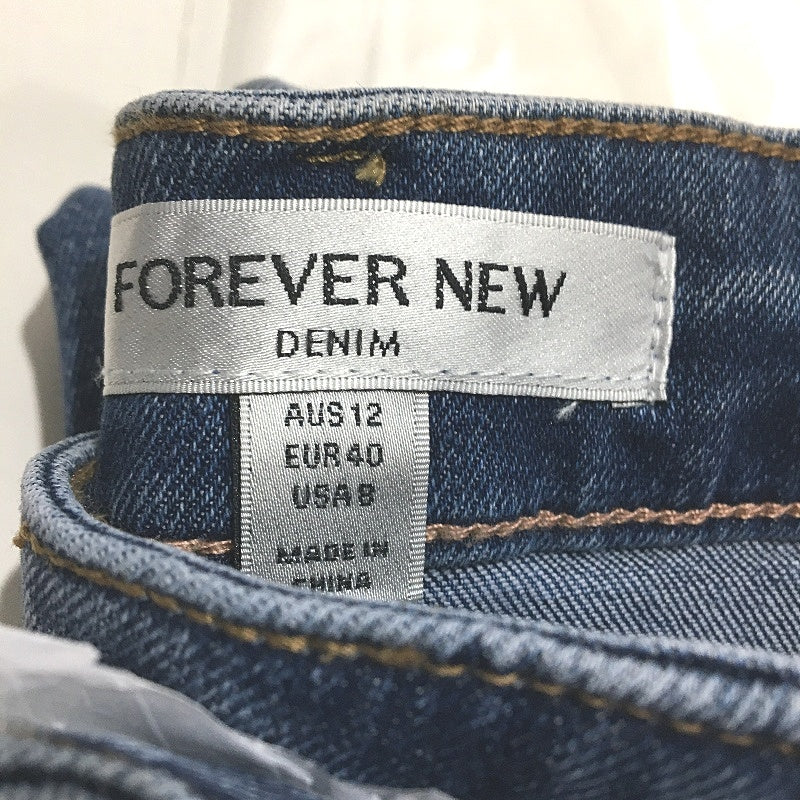 FOREVER NEW
DENIM
AUS 12
EUR 40
USA 8
MADE IN
CHINA